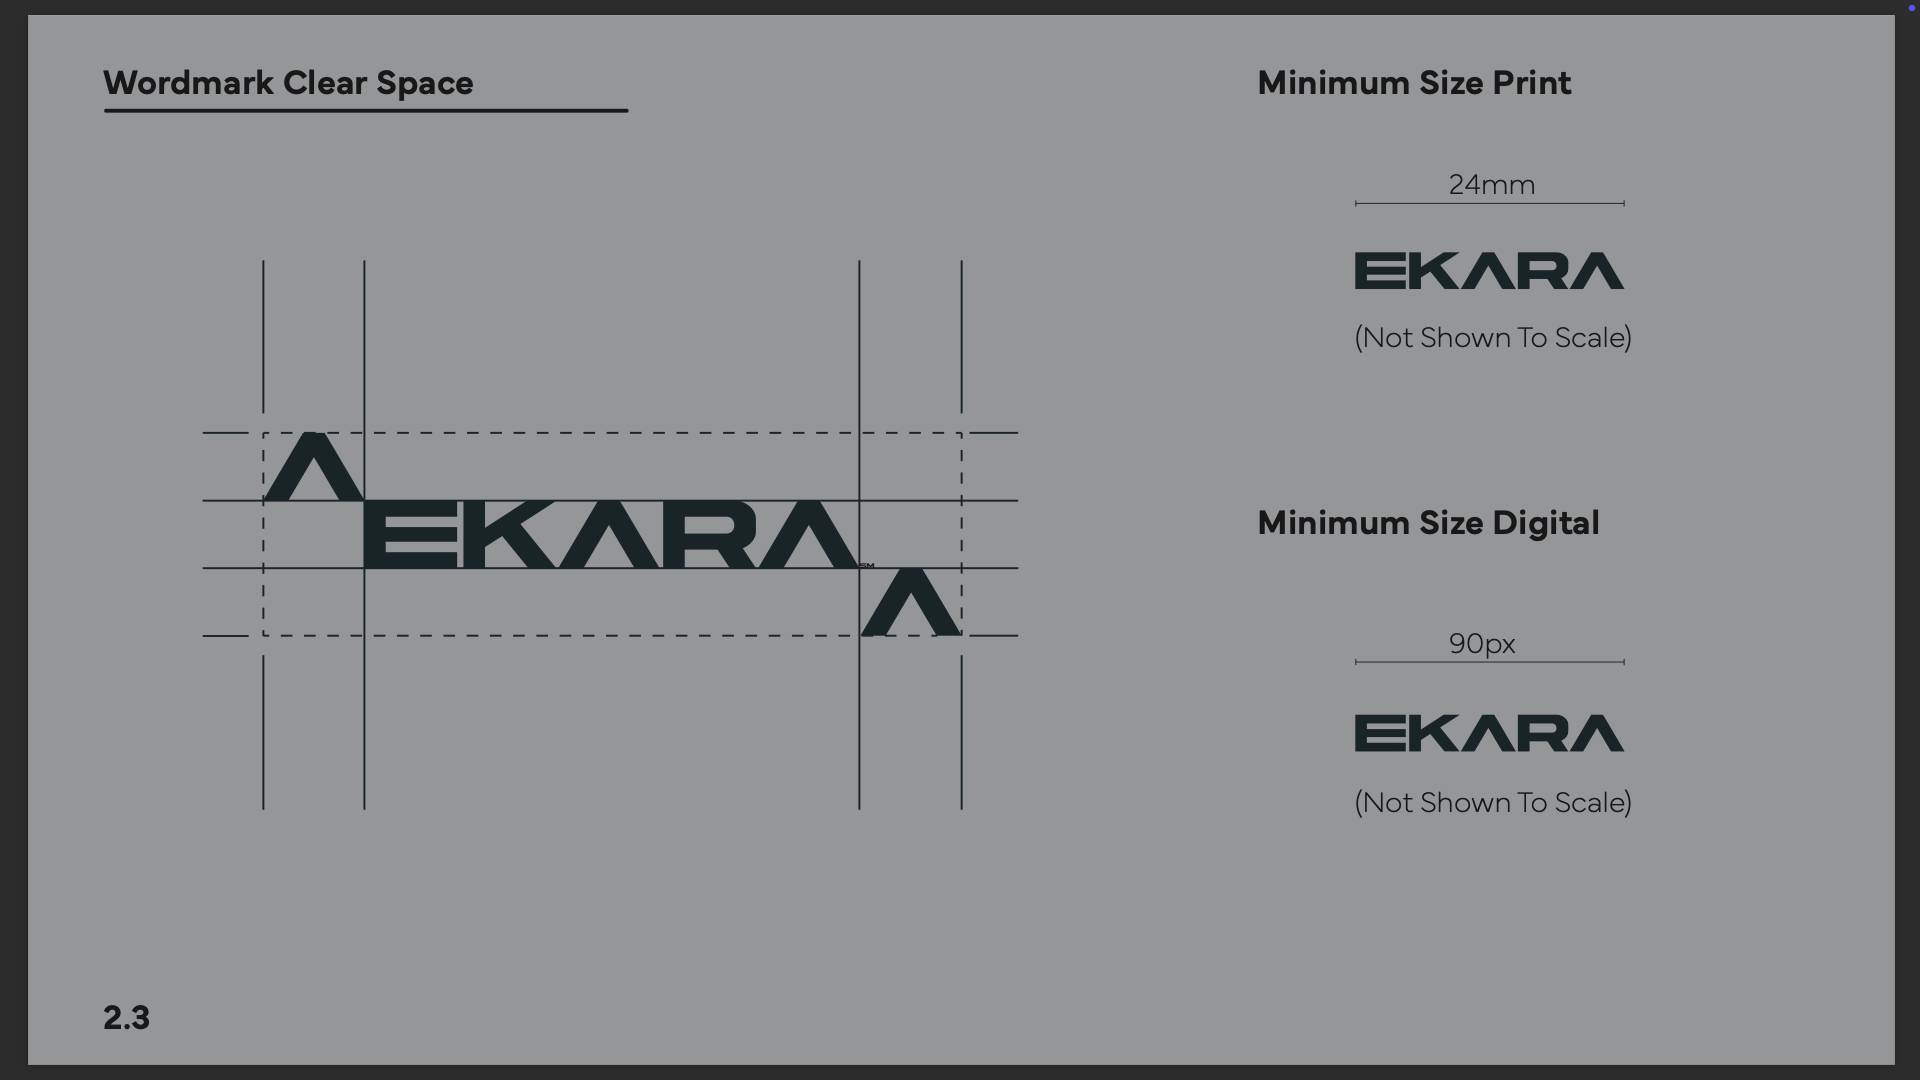 Wordmark Clear Space
EKARA
SM
Minimum Size Print
24mm
EKARA
(Not Shown To Scale)
Minimum Size Digital
90px
EKARA
(Not Shown To Scale)
2.3